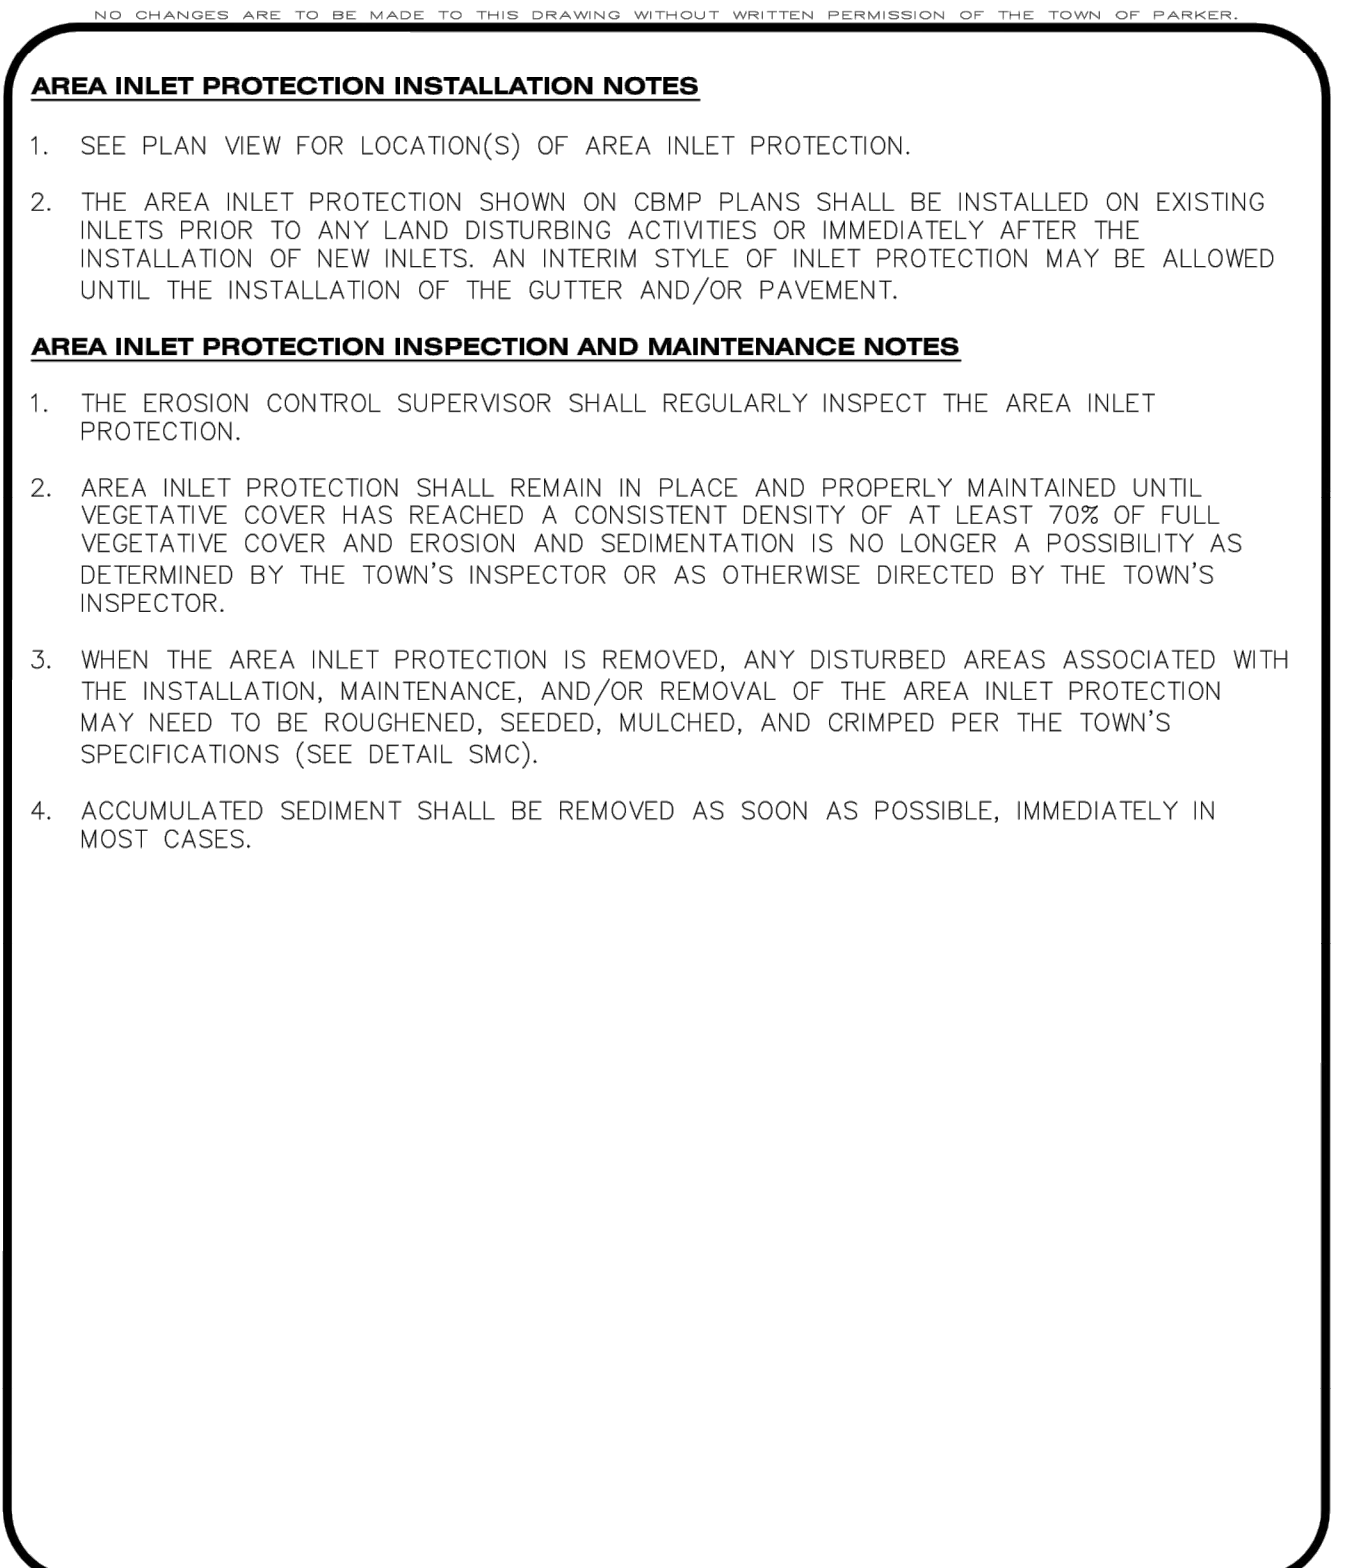 NO CHANGES ARE TO BE MADE TO THIS DRAWING WITHOUT WRITTEN PERMISSION OF THE TOWN OF PARKER.
AREA INLET PROTECTION INSTALLATION NOTES
1. SEE PLAN VIEW FOR LOCATION(S) OF AREA INLET PROTECTION.
2. THE AREA INLET PROTECTION SHOWN ON CBMP PLANS SHALL BE INSTALLED ON EXISTING
INLETS PRIOR TO ANY LAND DISTURBING ACTIVITIES OR IMMEDIATELY AFTER THE
INSTALLATION OF NEW INLETS. AN INTERIM STYLE OF INLET PROTECTION MAY BE ALLOWED
UNTIL THE INSTALLATION OF THE GUTTER AND/OR PAVEMENT.
AREA INLET PROTECTION INSPECTION AND MAINTENANCE NOTES
1. THE EROSION CONTROL SUPERVISOR SHALL REGULARLY INSPECT THE AREA INLET
PROTECTION.
2. AREA INLET PROTECTION SHALL REMAIN IN PLACE AND PROPERLY MAINTAINED UNTIL
VEGETATIVE COVER HAS REACHED A CONSISTENT DENSITY OF AT LEAST 70% OF FULL
VEGETATIVE COVER AND EROSION AND SEDIMENTATION IS NO LONGER A POSSIBILITY AS
DETERMINED BY THE TOWN'S INSPECTOR OR AS OTHERWISE DIRECTED BY THE TOWN'S
INSPECTOR.
3. WHEN THE AREA INLET PROTECTION IS REMOVED, ANY DISTURBED AREAS ASSOCIATED WITH
THE INSTALLATION, MAINTENANCE, AND/OR REMOVAL OF THE AREA INLET PROTECTION
MAY NEED TO BE ROUGHENED, SEEDED, MULCHED, AND CRIMPED PER THE TOWN'S
SPECIFICATIONS (SEE DETAIL SMC).
4. ACCUMULATED SEDIMENT SHALL BE REMOVED AS SOON AS POSSIBLE, IMMEDIATELY IN
MOST CASES.